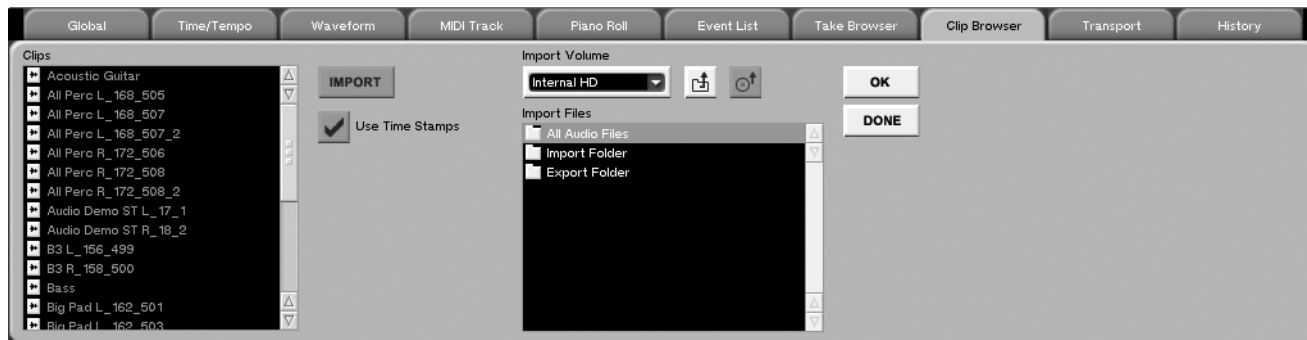 Global
Time/Tempo
Waveform
MIDI Track
Piano Roll
Event List
Take Browser
Clip Browser
Transport
History
Clips
Acoustic Guitar
All Perc L_168_505
All Perc L_168_507
All Perc L_168_507_2
All Perc R_172_506
All Perc R_172_508
All Perc R_172_508_2
Audio Demo ST L_17_1
Audio Demo ST R_18_2
B3 L_156_499
B3 R_158_500
Bass
Big Pad L_162_501
Big Pad L_162_503
IMPORT
Use Time Stamps
Import Volume
Internal HD
Import Files
All Audio Files
Import Folder
Export Folder
OK
DONE